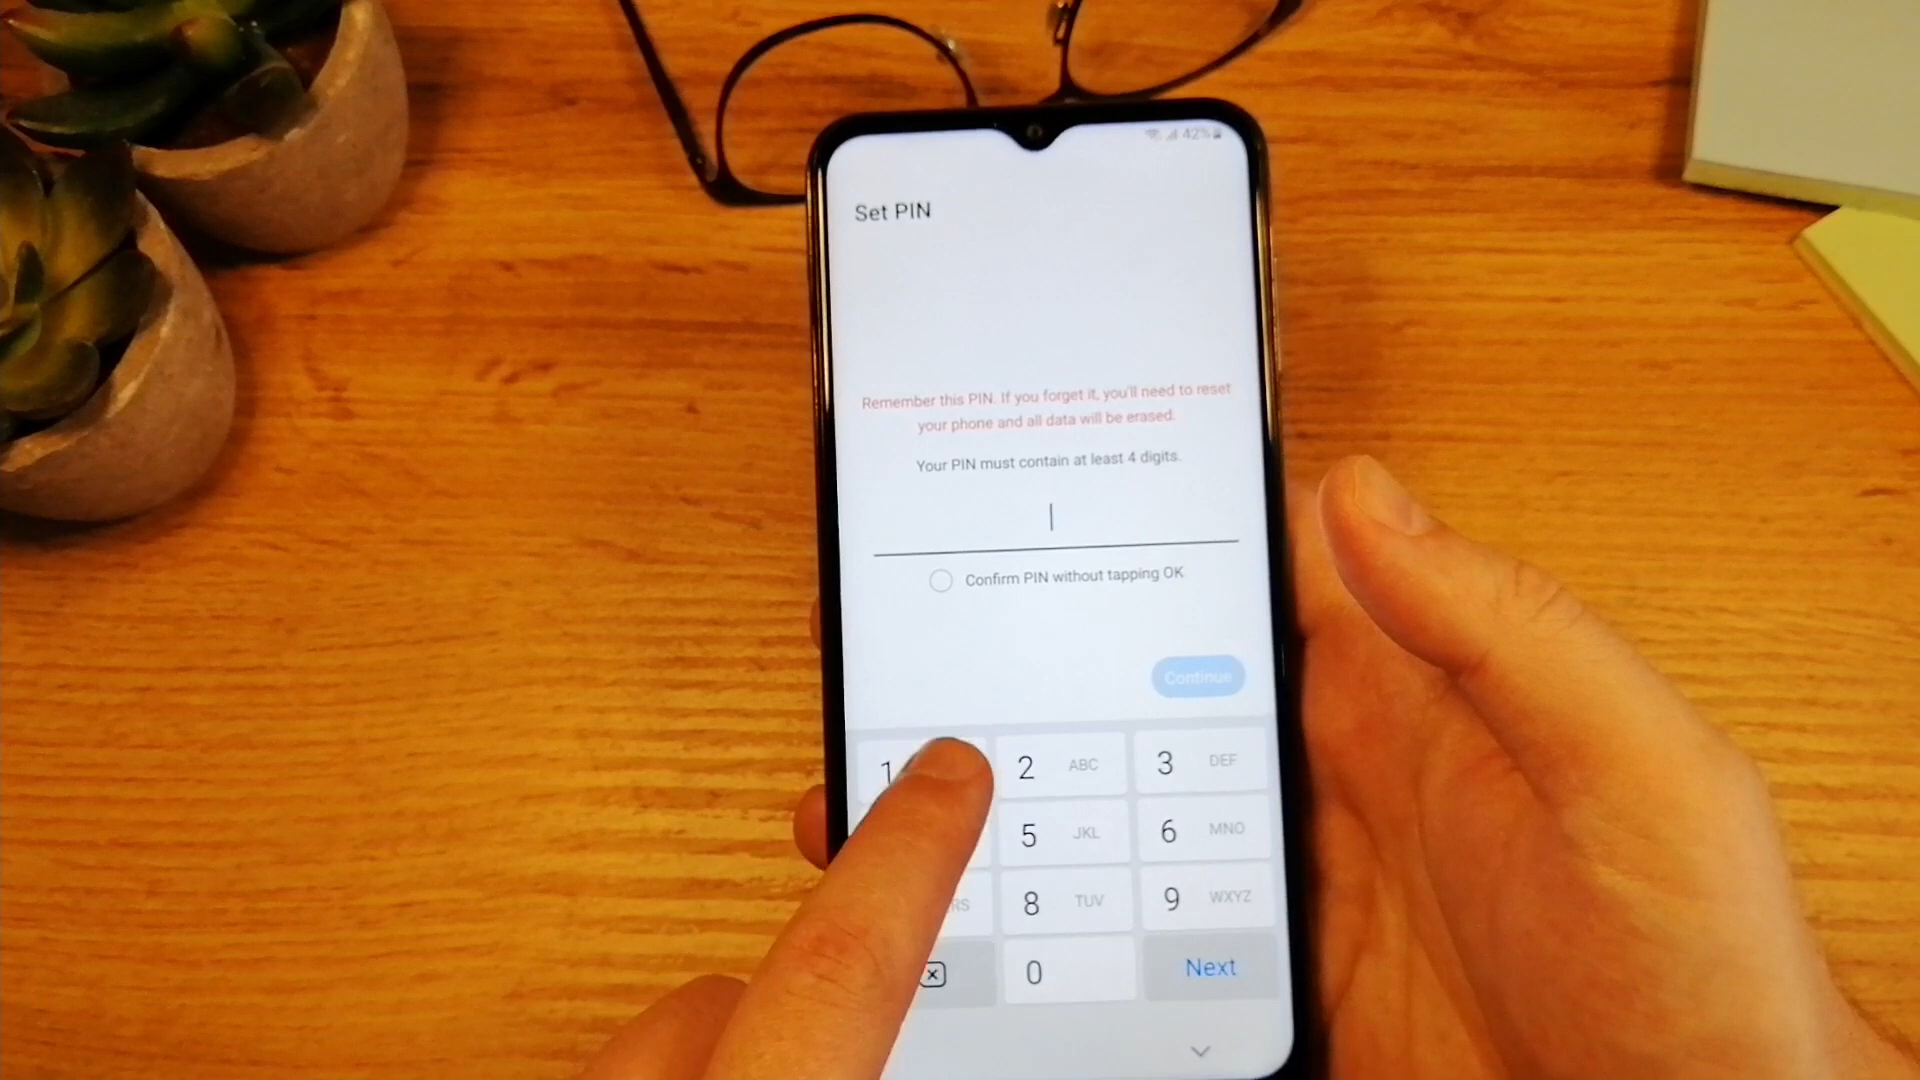 42%
Set PIN
Remember this PIN. If you forget it, you'll need to reset
your phone and all data will be erased.
Your PIN must contain at least 4 digits.
Confirm PIN without tapping OK
Continue
1 2 ABC 3 DEF
5 JKL 6 MNO
RS 8 TUV 9 WXYZ
0 Next